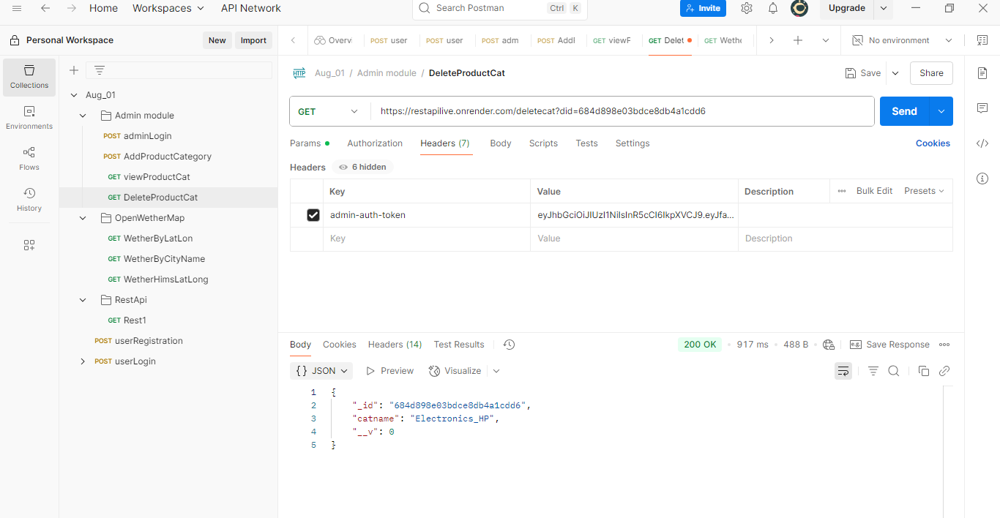 Home Workspaces API Network Search Postman Ctrl K Invite Upgrade
Personal Workspace New Import Overvi POST user POST user POST adm POST Addl GET viewF GET Delet GET Wethe No environment
Collections
Environments
Flows
History
Aug_01
Admin module
POST adminLogin
POST AddProductCategory
GET viewProductCat
GET DeleteProductCat
OpenWetherMap
GET WetherByLatLon
GET WetherByCityName
GET WetherHimsLatLong
RestApi
GET Rest1
POST userRegistration
POST userLogin
HTTP Aug_01 / Admin module / DeleteProductCat Save Share
GET https://restapilive.onrender.com/deletecat?did=684d898e03bdce8db4a1cdd6 Send
Params Authorization Headers (7) Body Scripts Tests Settings Cookies
Headers 6 hidden
Key Value Description Bulk Edit Presets
admin-auth-token eyJhbGciOiJIUzI1NiIsInR5cCI6IkpXVCJ9.eyJfa...
Key Value Description
Body Cookies Headers (14) Test Results 200 OK 917 ms 488 B e.g. Save Response
{} JSON Preview Visualize
1 {
2 "_id": "684d898e03bdce8db4a1cdd6",
3 "catname": "Electronics_HP",
4 "__v": 0
5 }